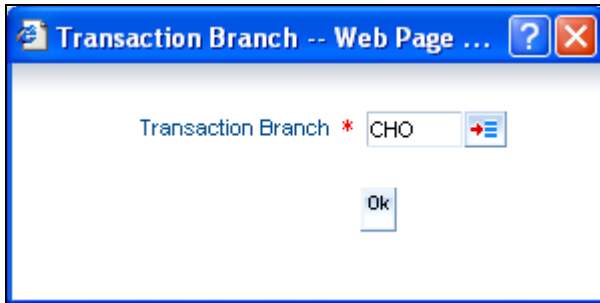 Transaction Branch -- Web Page ...
Transaction Branch * CHO
Ok